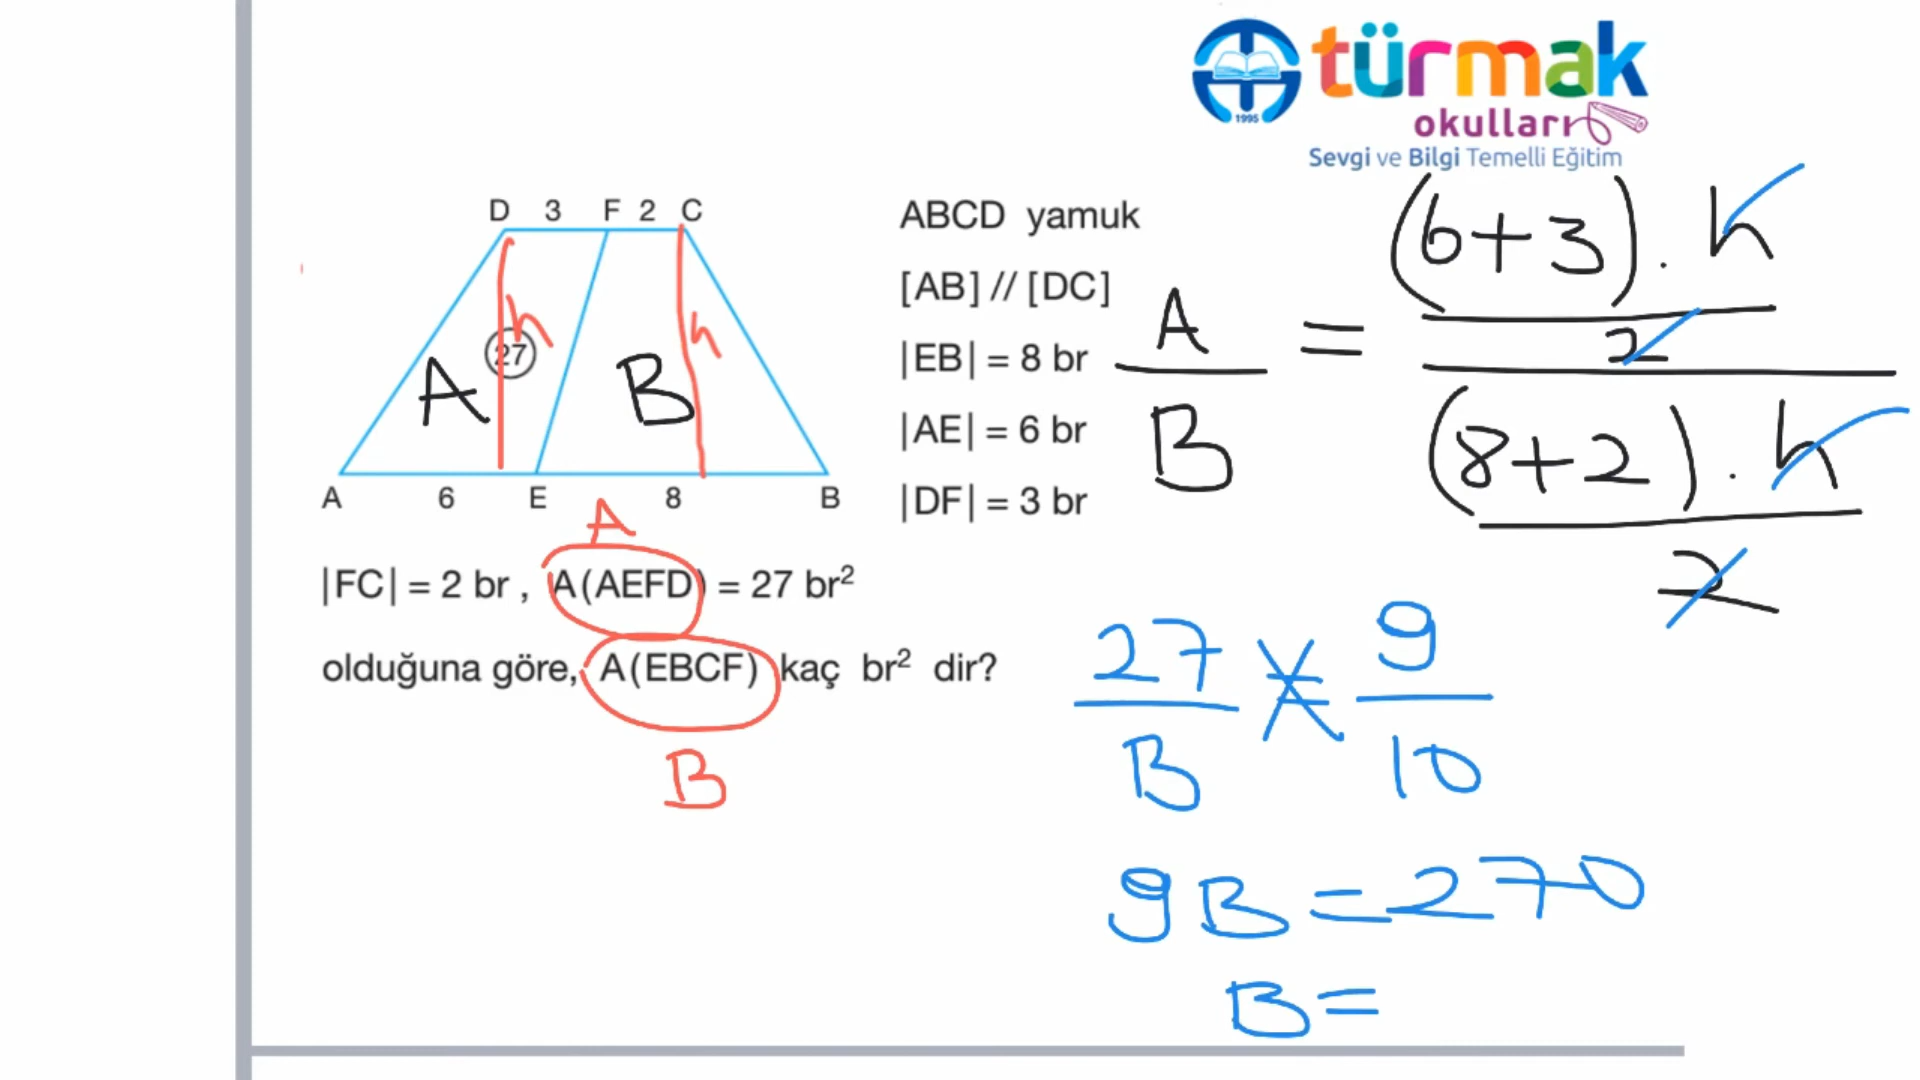 1995
türmak
okulları
Sevgi ve Bilgi Temelli Eğitim
D 3 F 2 C
h
27
h
A
B
A 6 E 8 B
ABCD yamuk
[AB] // [DC]
|EB| = 8 br
|AE| = 6 br
|DF| = 3 br
A
|FC| = 2 br , A(AEFD) = 27 br²
olduğuna göre, A(EBCF) kaç br² dir?
B
(6+3) . h
2
A
=
B
(8+2) . h
2
27 9
B 10
9B=270
B=